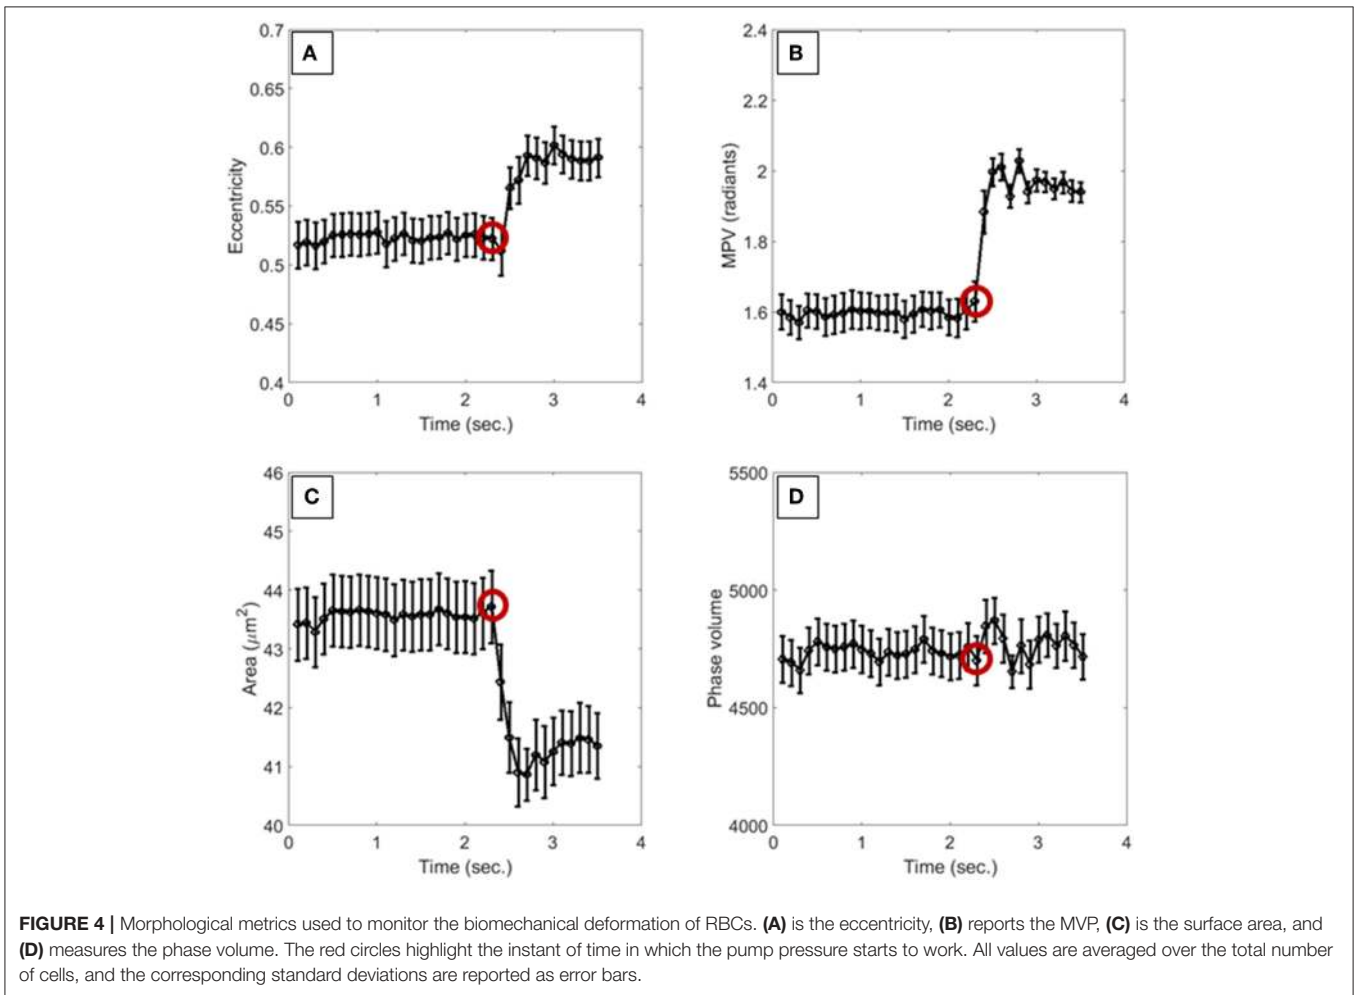 A
0.7
0.65
0.6
0.55
0.5
0.45
0.4
Eccentricity
0 1 2 3 4
Time (sec.)
B
2.4
2.2
2
1.8
1.6
1.4
MPV (radiants)
0 1 2 3 4
Time (sec.)
C
46
45
44
43
42
41
40
Area (μm²)
0 1 2 3 4
Time (sec.)
D
5500
5000
4500
4000
Phase volume
0 1 2 3 4
Time (sec.)
FIGURE 4 | Morphological metrics used to monitor the biomechanical deformation of RBCs. (A) is the eccentricity, (B) reports the MVP, (C) is the surface area, and
(D) measures the phase volume. The red circles highlight the instant of time in which the pump pressure starts to work. All values are averaged over the total number
of cells, and the corresponding standard deviations are reported as error bars.